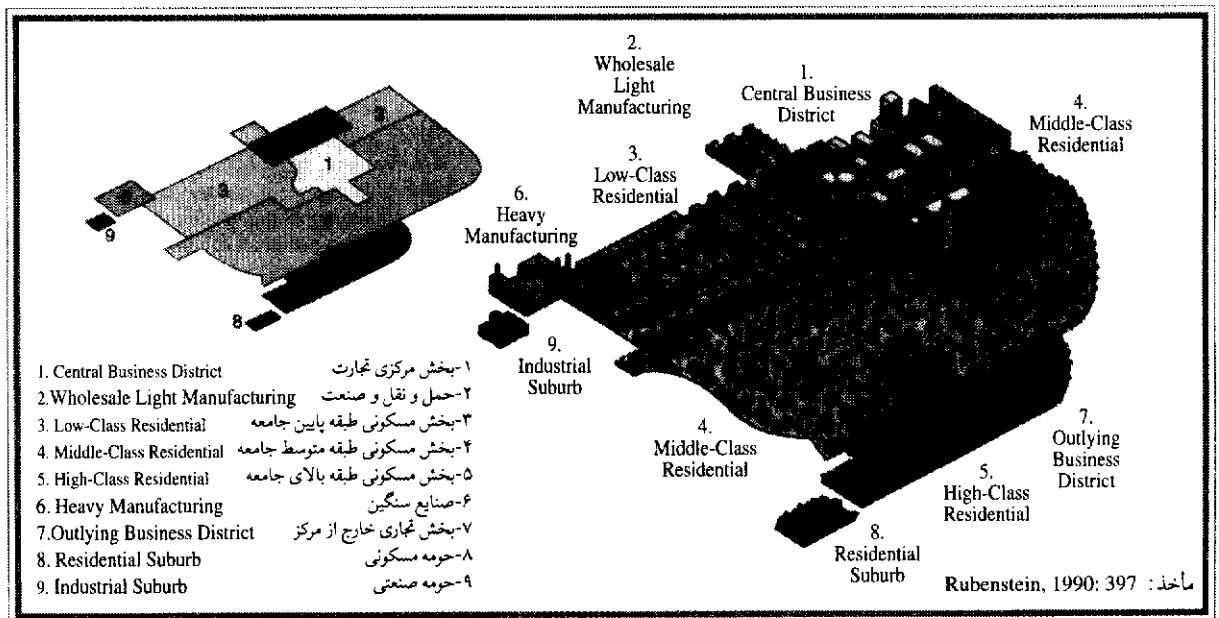 2.
Wholesale
Light
Manufacturing
1.
Central Business
District
4.
Middle-Class
Residential
3.
Low-Class
Residential
6.
Heavy
Manufacturing
9.
Industrial
Suburb
4.
Middle-Class
Residential
7.
Outlying
Business
District
5.
High-Class
Residential
8.
Residential
Suburb
3
1
3
9
8
1. Central Business District ۱-بخش مرکزی تجارت
2.Wholesale Light Manufacturing ۲-حمل و نقل و صنعت
3. Low-Class Residential ۳-بخش مسکونی طبقه پایین جامعه
4. Middle-Class Residential ۴-بخش مسکونی طبقه متوسط جامعه
5. High-Class Residential ۵-بخش مسکونی طبقه بالای جامعه
6. Heavy Manufacturing ۶-صنایع سنگین
7.Outlying Business District ۷-بخش تجاری خارج از مرکز
8. Residential Suburb ۸-حومه مسکونی
9. Industrial Suburb ۹-حومه صنعتی
مأخذ: Rubenstein, 1990: 397